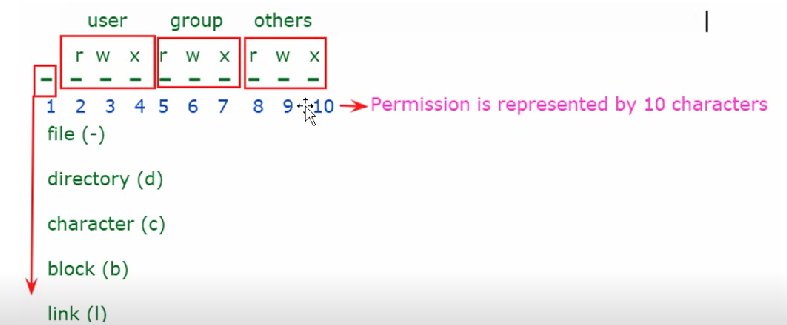 user group others
r w x r w x r w x
- - - - - - - - - -
1 2 3 4 5 6 7 8 9 10 Permission is represented by 10 characters
file (-)
directory (d)
character (c)
block (b)
link (l)